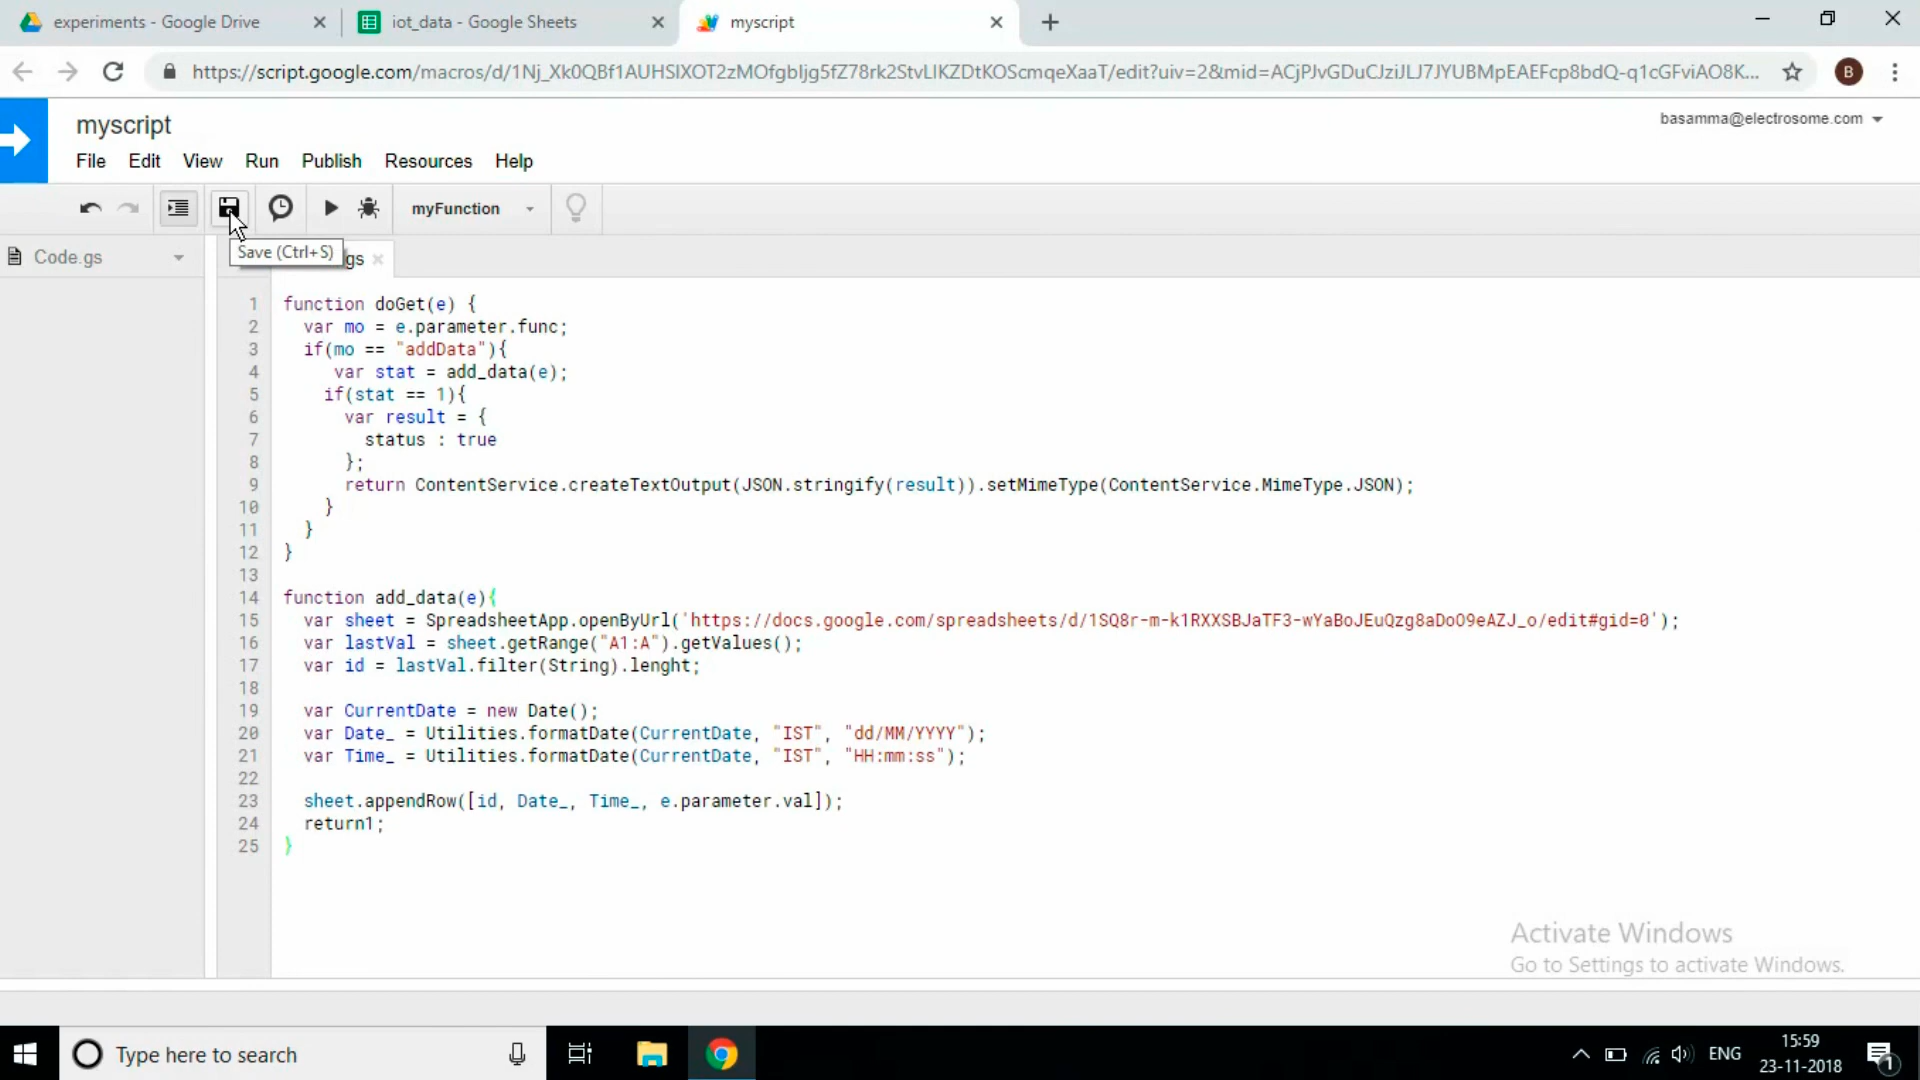 experiments - Google Drive
iot_data - Google Sheets
myscript
https://script.google.com/macros/d/1Nj_Xk0QBf1AUHSIXOT2zMOfgbIjg5fZ78rk2StvLIKZDtKOScmqeXaaT/edit?uiv=2&mid=ACjPJvGDuCJziJLJ7JYUBMpEAEFcp8bdQ-q1cGFviAO8K...
B
myscript
basamma@electrosome.com
File Edit View Run Publish Resources Help
myFunction
Code.gs
Save (Ctrl+S)
gs
1 function doGet(e) {
2 var mo = e.parameter.func;
3 if(mo == "addData"){
4 var stat = add_data(e);
5 if(stat == 1){
6 var result = {
7 status : true
8 };
9 return ContentService.createTextOutput(JSON.stringify(result)).setMimeType(ContentService.MimeType.JSON);
10 }
11 }
12 }
13
14 function add_data(e){
15 var sheet = SpreadsheetApp.openByUrl('https://docs.google.com/spreadsheets/d/1SQ8r-m-k1RXXSBJaTF3-wYaBoJEuQzg8aDoO9eAZJ_o/edit#gid=0');
16 var lastVal = sheet.getRange("A1:A").getValues();
17 var id = lastVal.filter(String).lenght;
18
19 var CurrentDate = new Date();
20 var Date_ = Utilities.formatDate(CurrentDate, "IST", "dd/MM/YYYY");
21 var Time_ = Utilities.formatDate(CurrentDate, "IST", "HH:mm:ss");
22
23 sheet.appendRow([id, Date_, Time_, e.parameter.val]);
24 return1;
25 }
Activate Windows
Go to Settings to activate Windows.
Type here to search
ENG
15:59
23-11-2018
1